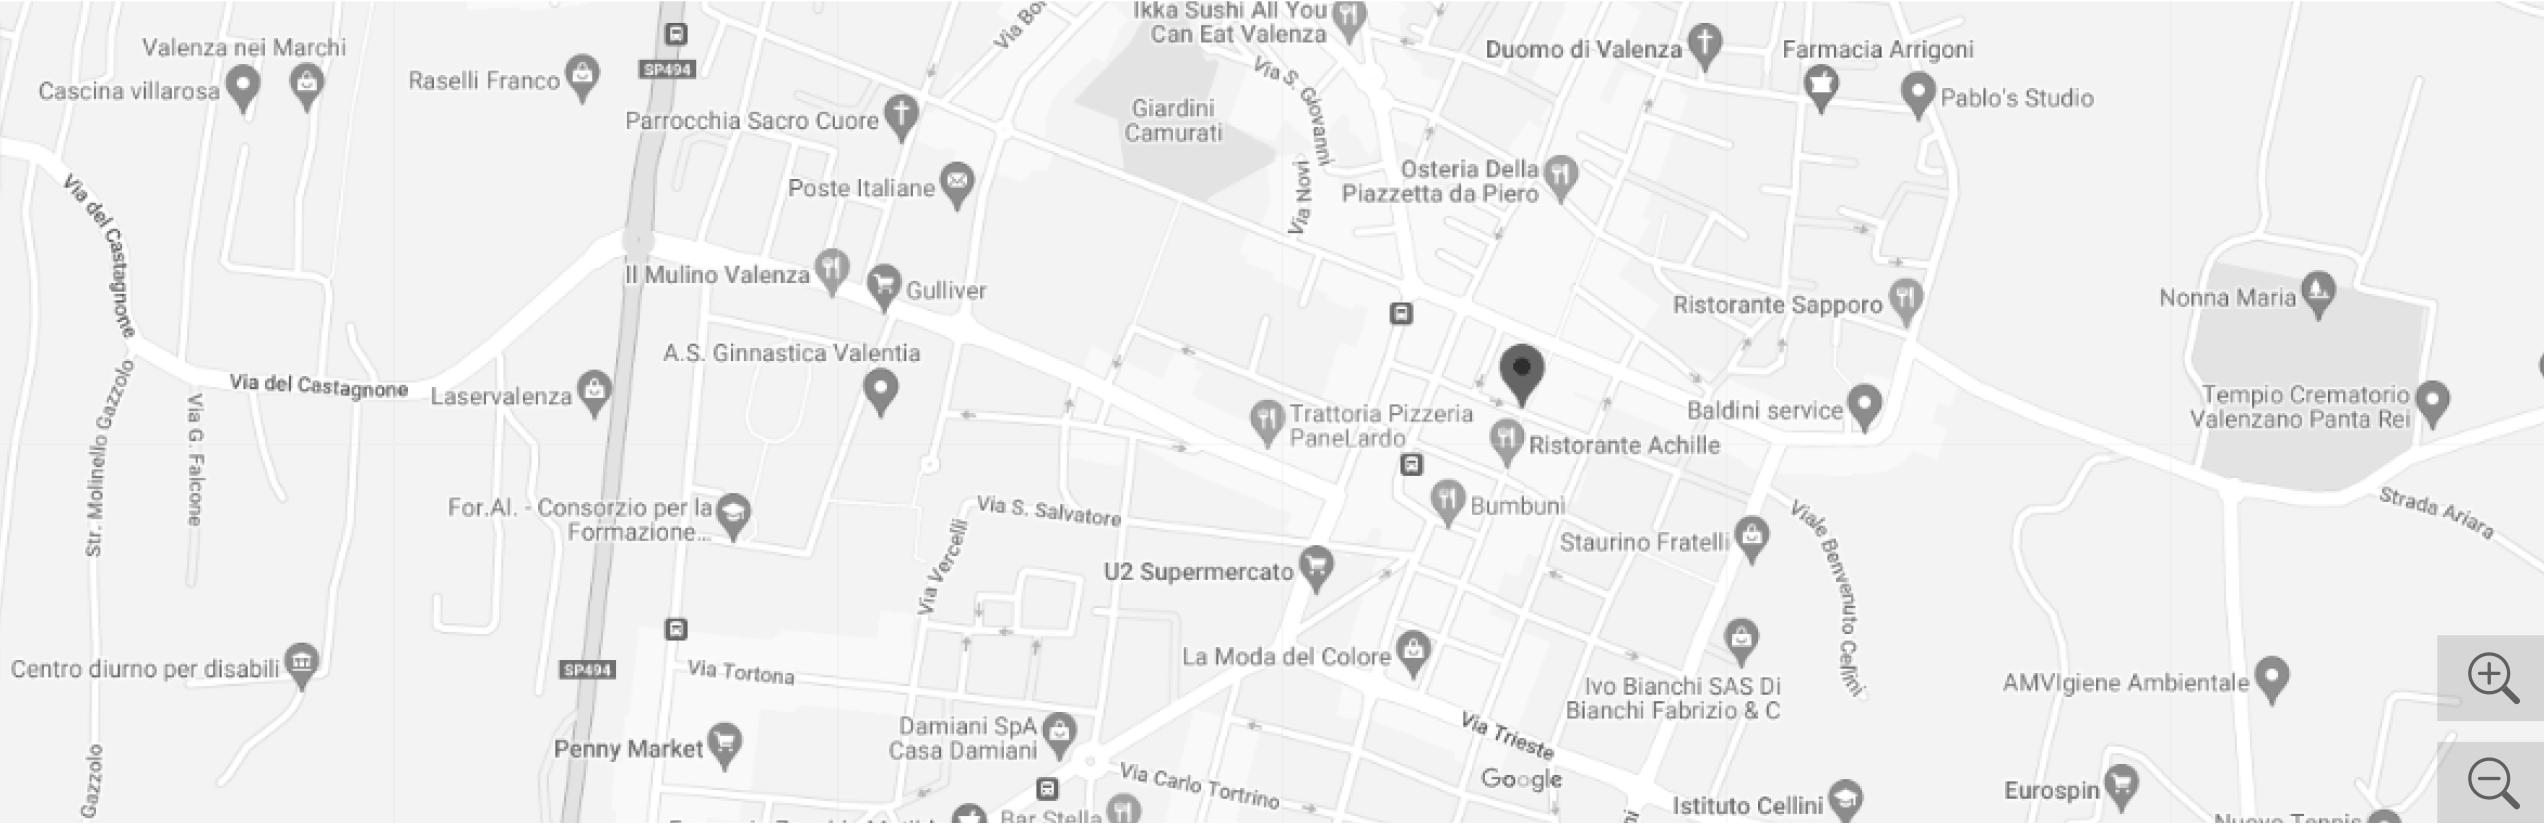 Ikka Sushi All You
Can Eat Valenza
Valenza nei Marchi
Cascina villarosa
Raselli Franco
SP494
Duomo di Valenza
Farmacia Arrigoni
Pablo's Studio
Parrocchia Sacro Cuore
Giardini
Camurati
Via S. Giovanni
Via Novi
Poste Italiane
Osteria Della
Piazzetta da Piero
Via del Castagnone
Il Mulino Valenza
Gulliver
Ristorante Sapporo
Nonna Maria
A.S. Ginnastica Valentia
Via del Castagnone
Laservalenza
Trattoria Pizzeria
PaneLardo
Ristorante Achille
Baldini service
Tempio Crematorio
Valenzano Panta Rei
Str. Molinello Gazzolo
Via G. Falcone
For.Al. - Consorzio per la
Formazione...
Via S. Salvatore
Via Vercelli
Bumbuni
Staurino Fratelli
Viale Benvenuto Cellini
Strada Ariara
U2 Supermercato
Centro diurno per disabili
SP494
Via Tortona
La Moda del Colore
Ivo Bianchi SAS Di
Bianchi Fabrizio & C
AMVIgiene Ambientale
Penny Market
Damiani SpA
Casa Damiani
Via Trieste
Via Carlo Tortrino
Google
Gazzolo
Istituto Cellini
Eurospin
Bar Stella
Nuovo Tennis